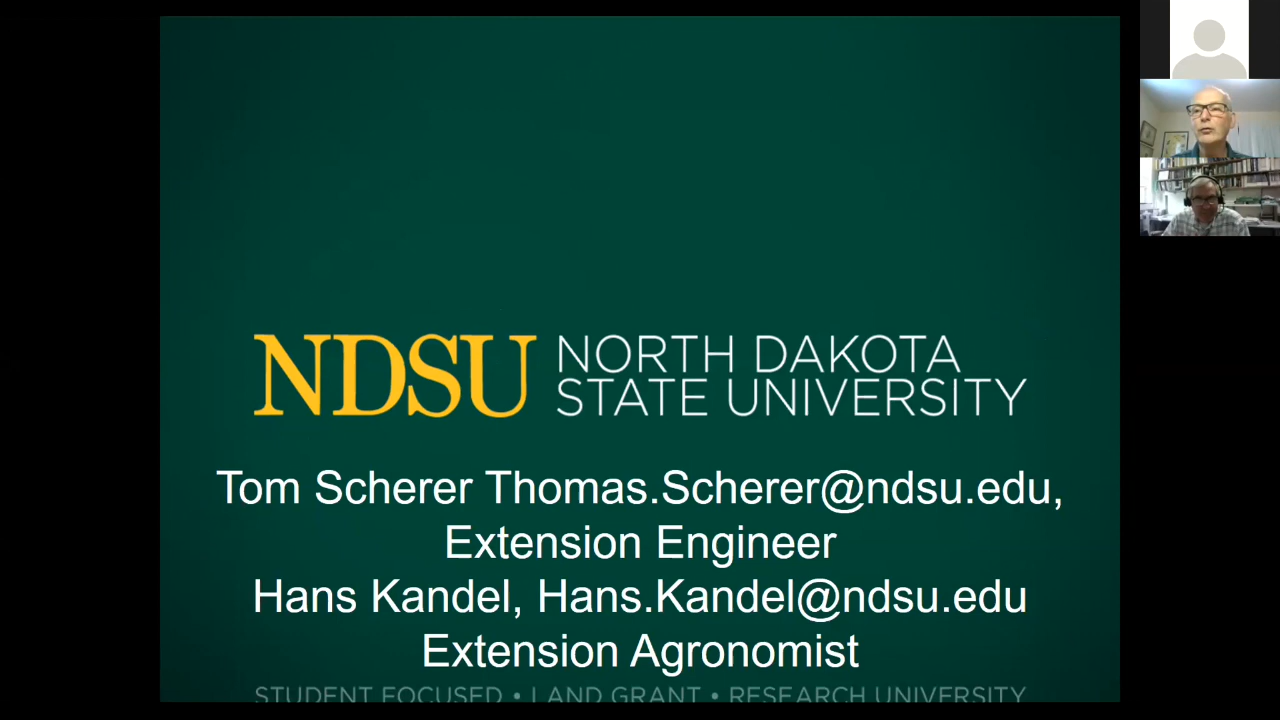 NDSU NORTH DAKOTA
STATE UNIVERSITY
Tom Scherer Thomas.Scherer@ndsu.edu,
Extension Engineer
Hans Kandel, Hans.Kandel@ndsu.edu
Extension Agronomist
STUDENT FOCUSED • LAND GRANT • RESEARCH UNIVERSITY